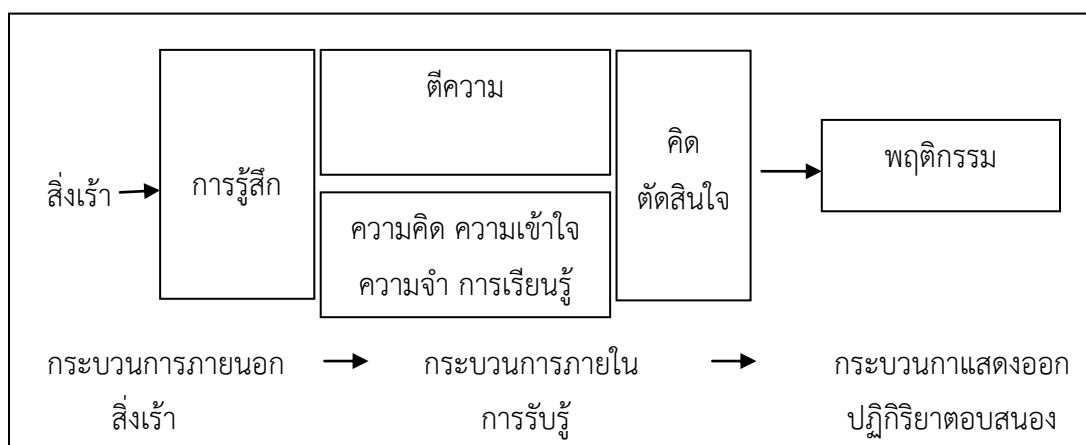 สิ่งเร้า
การรู้สึก
ตีความ
ความคิด ความเข้าใจ
ความจำ การเรียนรู้
คิด
ตัดสินใจ
พฤติกรรม
กระบวนการภายนอก
สิ่งเร้า
กระบวนการภายใน
การรับรู้
กระบวนกาแสดงออก
ปฏิกิริยาตอบสนอง